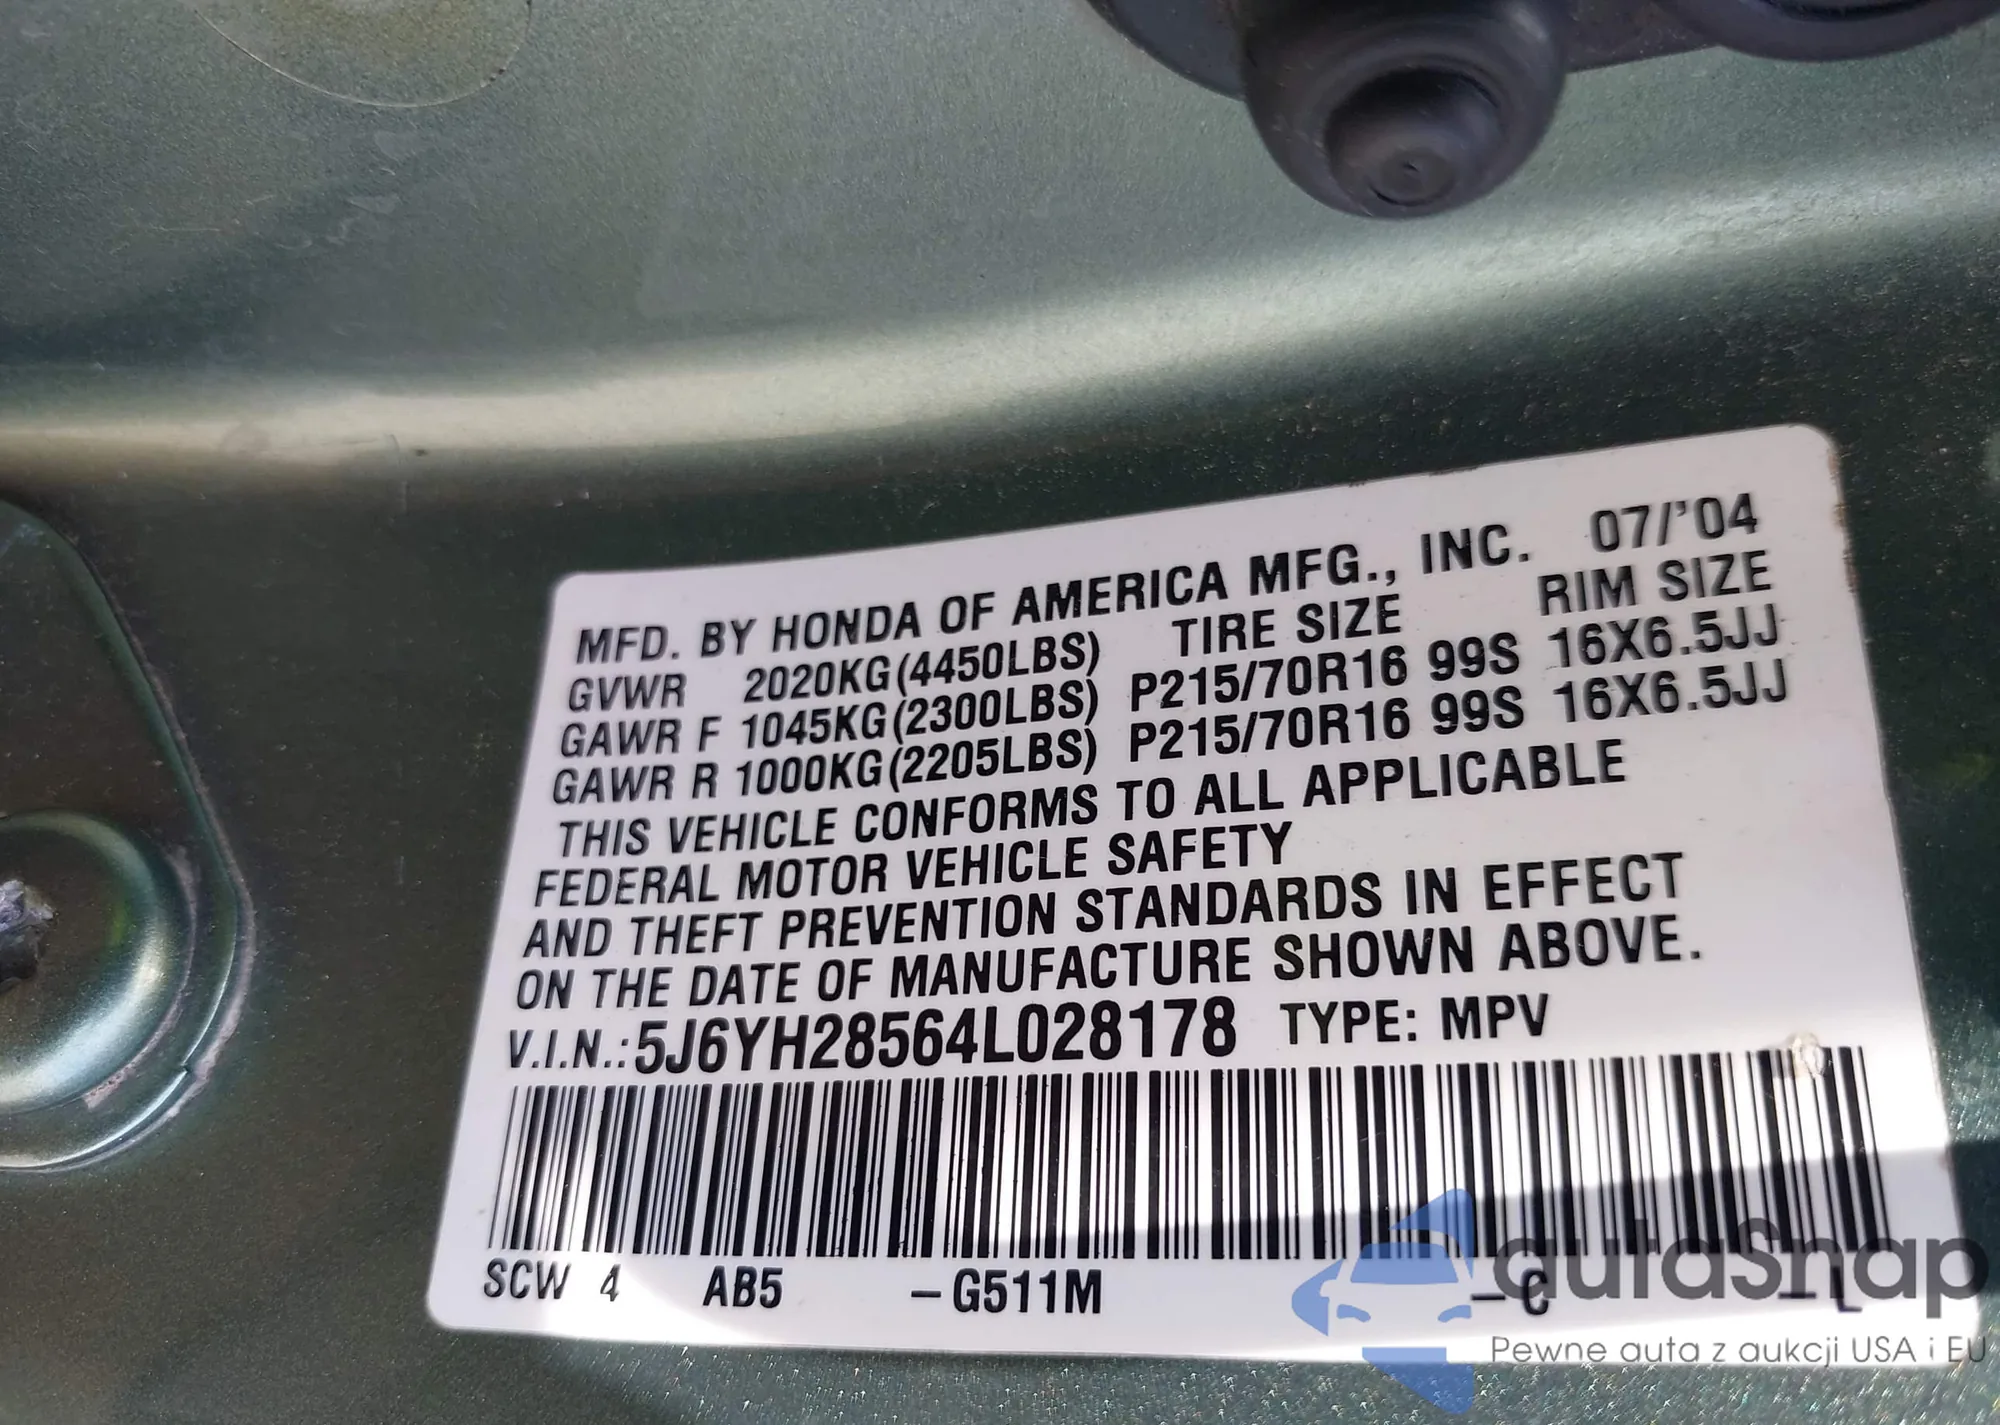 MFD. BY HONDA OF AMERICA MFG., INC. 07/'04
GVWR 2020KG(4450LBS) TIRE SIZE RIM SIZE
GAWR F 1045KG(2300LBS) P215/70R16 99S 16X6.5JJ
GAWR R 1000KG(2205LBS) P215/70R16 99S 16X6.5JJ
THIS VEHICLE CONFORMS TO ALL APPLICABLE
FEDERAL MOTOR VEHICLE SAFETY
AND THEFT PREVENTION STANDARDS IN EFFECT
ON THE DATE OF MANUFACTURE SHOWN ABOVE.
V.I.N.: 5J6YH28564L028178 TYPE: MPV
SCW 4 AB5 –G511M –C L
autaSnap
Pewne auta z aukcji USA i EU